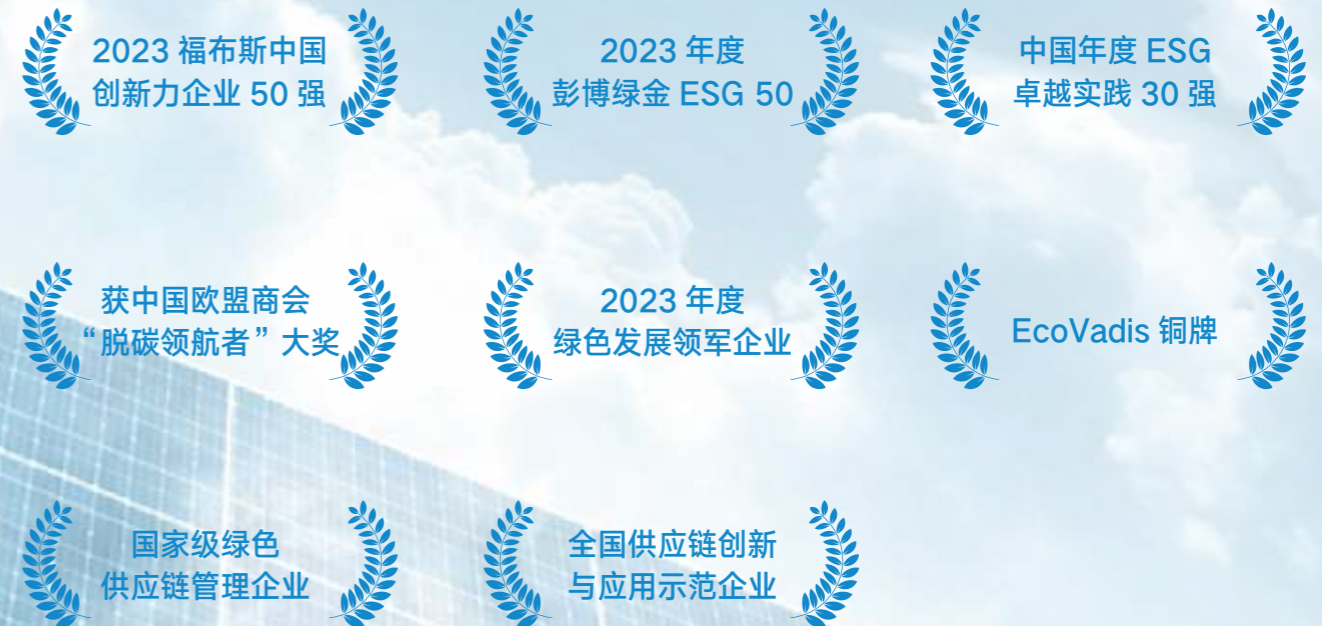 2023 福布斯中国
创新力企业 50 强
2023 年度
彭博绿金 ESG 50
中国年度 ESG
卓越实践 30 强
获中国欧盟商会
“脱碳领航者”大奖
2023 年度
绿色发展领军企业
EcoVadis 铜牌
国家级绿色
供应链管理企业
全国供应链创新
与应用示范企业